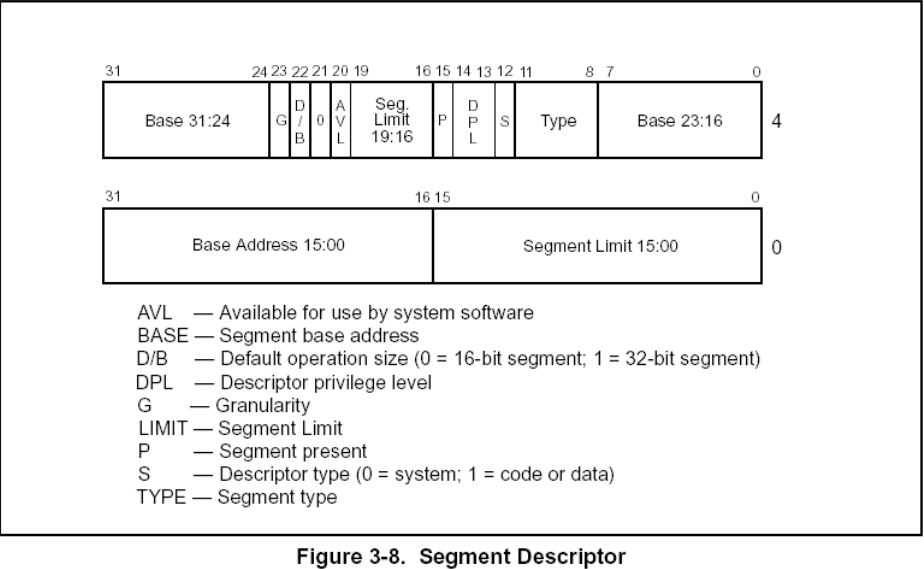 31 24 23 22 21 20 19 16 15 14 13 12 11 8 7 0
Base 31:24 G D/B 0 AVL Seg. Limit 19:16 P DPL S Type Base 23:16 4
31 16 15 0
Base Address 15:00 Segment Limit 15:00 0
AVL — Available for use by system software
BASE — Segment base address
D/B — Default operation size (0 = 16-bit segment; 1 = 32-bit segment)
DPL — Descriptor privilege level
G — Granularity
LIMIT — Segment Limit
P — Segment present
S — Descriptor type (0 = system; 1 = code or data)
TYPE — Segment type
Figure 3-8. Segment Descriptor